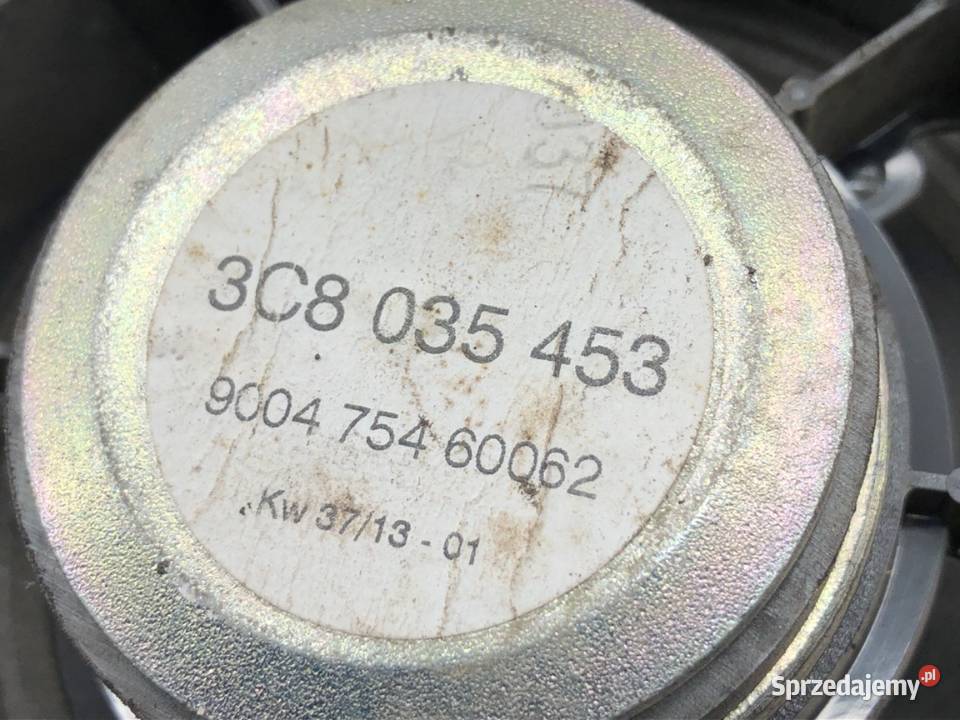 3C8 035 453
9004 754 60062
Kw 37/13 - 01
Sprzedajemy.pl